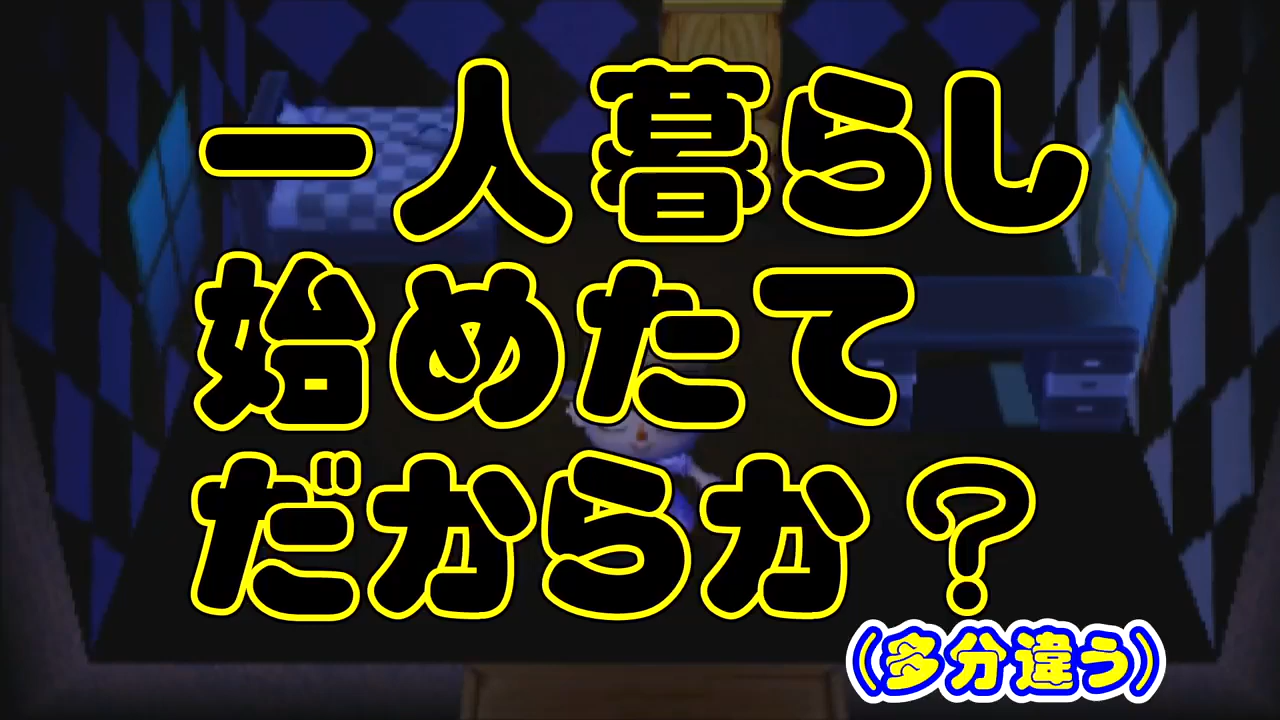 一人暮らし
始めたて
だからか？
(多分違う)